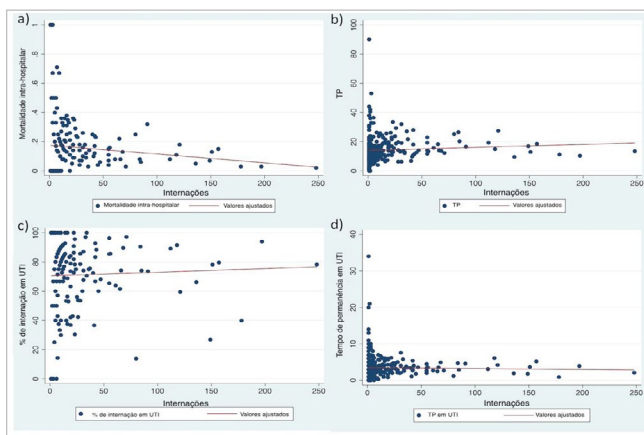 a)
Mortalidade intra-hospitalar
1
.8
.6
.4
.2
0
0 50 100 150 200 250
Internações
Mortalidade intra-hospitalar Valores ajustados
b)
TP
100
80
60
40
20
0
0 50 100 150 200 250
Internações
TP Valores ajustados
c)
% de internação em UTI
100
80
60
40
20
0
0 50 100 150 200 250
Internações
% de internação em UTI Valores ajustados
d)
Tempo de permanência em UTI
40
30
20
10
0
0 50 100 150 200 250
Internações
TP em UTI Valores ajustados